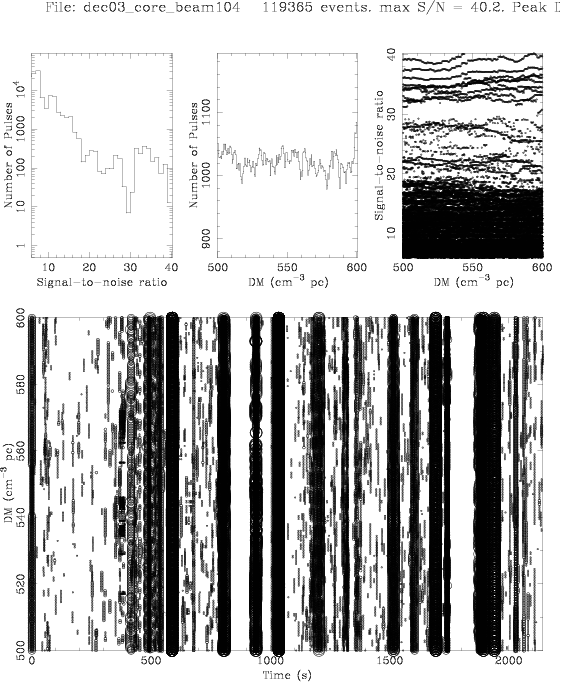 File: dec03_core_beam104 119365 events. max S/N = 40.2. Peak D
Number of Pulses
10⁴
1000
100
10
1
10 20 30 40
Signal−to−noise ratio
Number of Pulses
1100
1000
900
500 550 600
DM (cm⁻³ pc)
Signal−to−noise ratio
40
30
20
10
500 550 600
DM (cm⁻³ pc)
DM (cm⁻³ pc)
600
580
560
540
520
500
0 500 1000 1500 2000
Time (s)